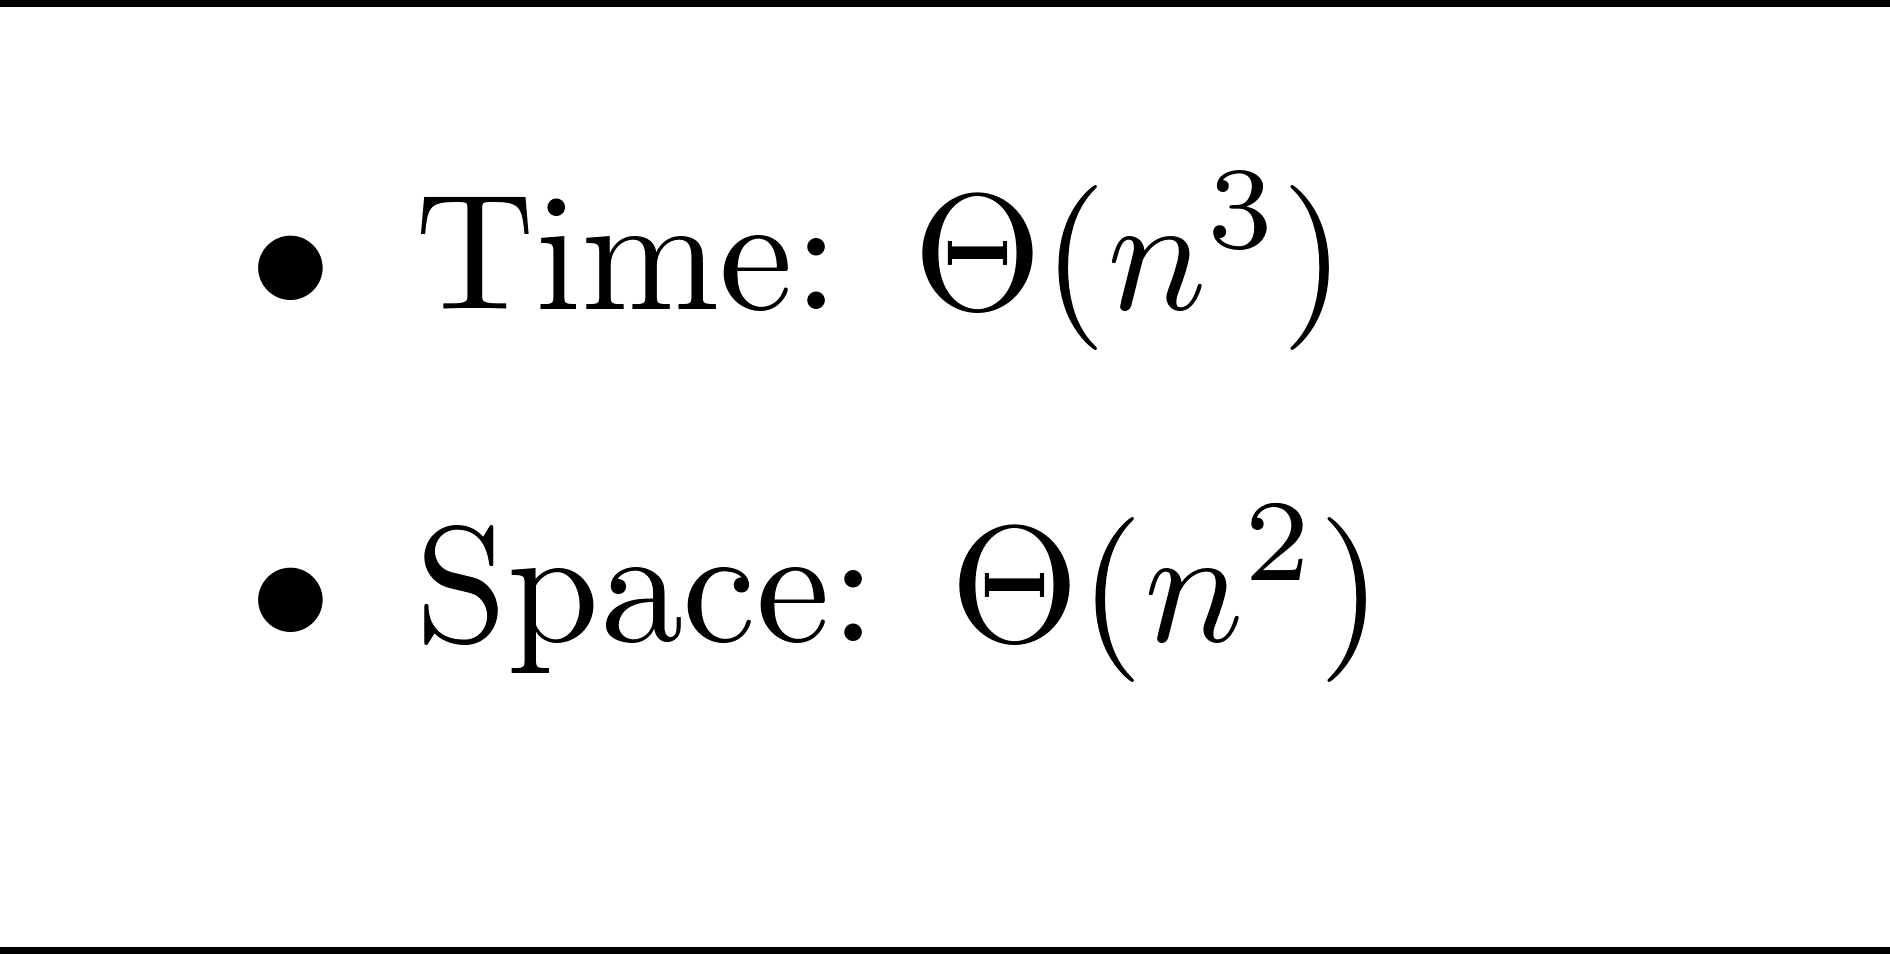 • Time: Θ(n³)
• Space: Θ(n²)